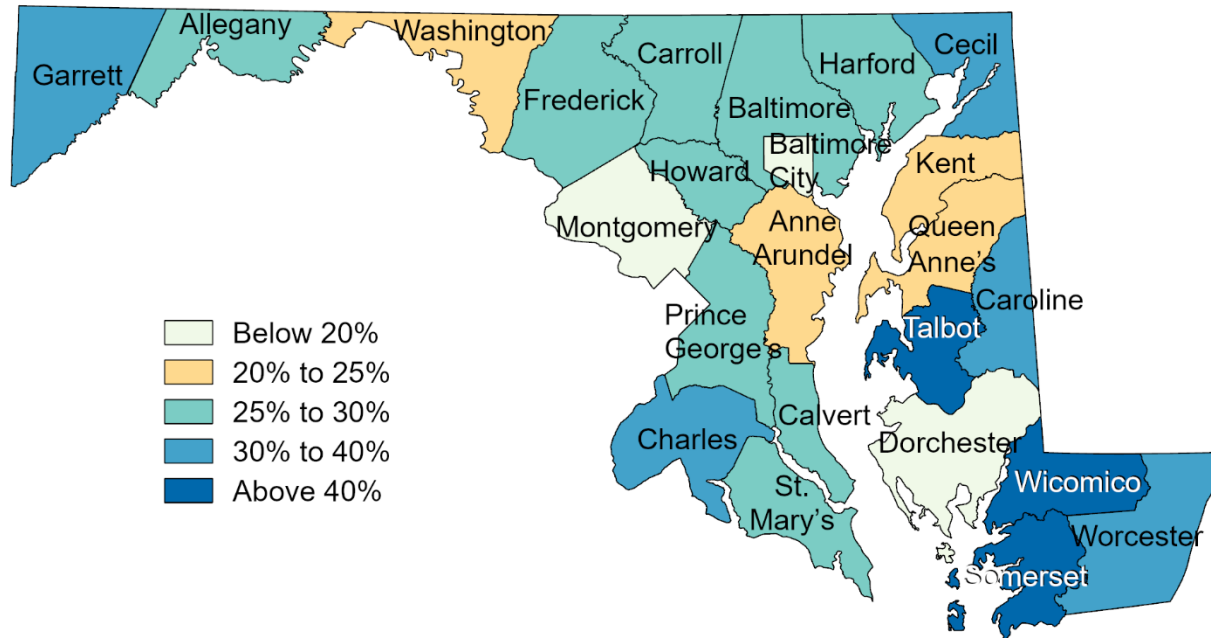 Allegany
Washington
Garrett
Carroll
Harford
Cecil
Frederick
Baltimore
Baltimore
City
Howard
Kent
Montgomery
Anne
Arundel
Queen
Anne's
Caroline
Talbot
Prince
George's
Below 20%
20% to 25%
25% to 30%
30% to 40%
Above 40%
Calvert
Charles
Dorchester
Wicomico
St.
Mary's
Worcester
Somerset